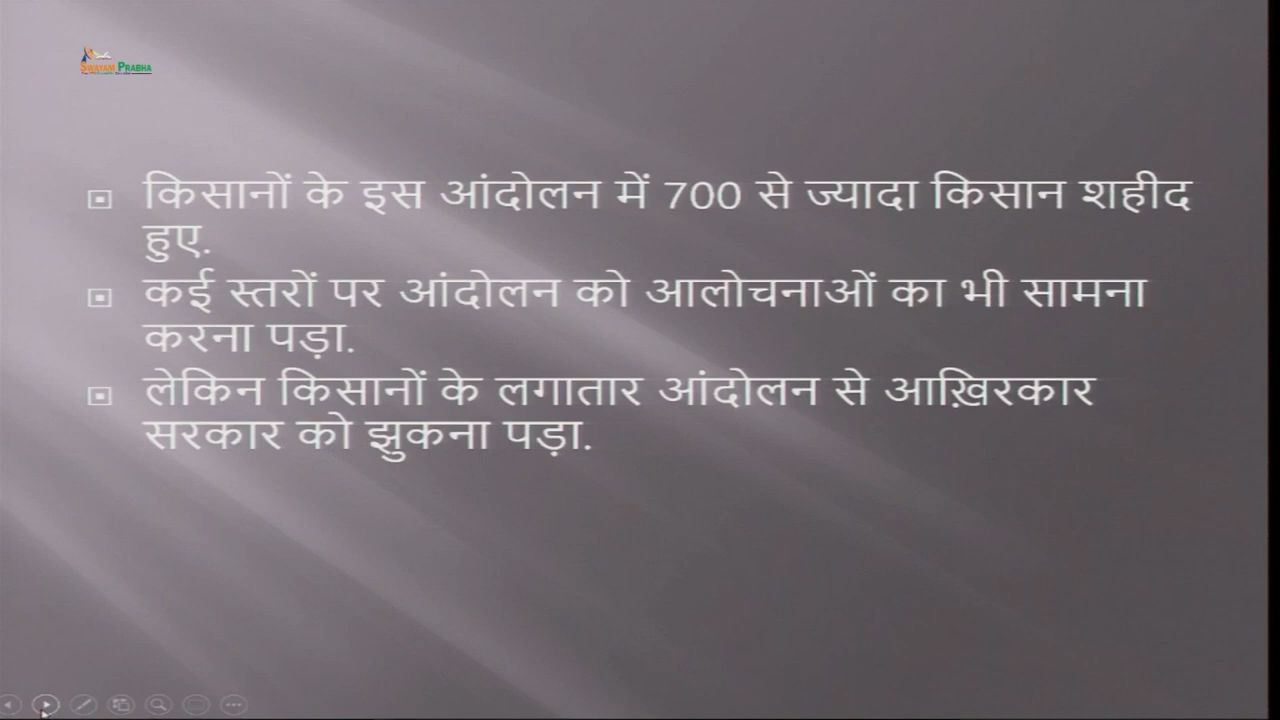 SWAYAM PRABHA
किसानों के इस आंदोलन में 700 से ज्यादा किसान शहीद
हुए.
कई स्तरों पर आंदोलन को आलोचनाओं का भी सामना
करना पड़ा.
लेकिन किसानों के लगातार आंदोलन से आख़िरकार
सरकार को झुकना पड़ा.